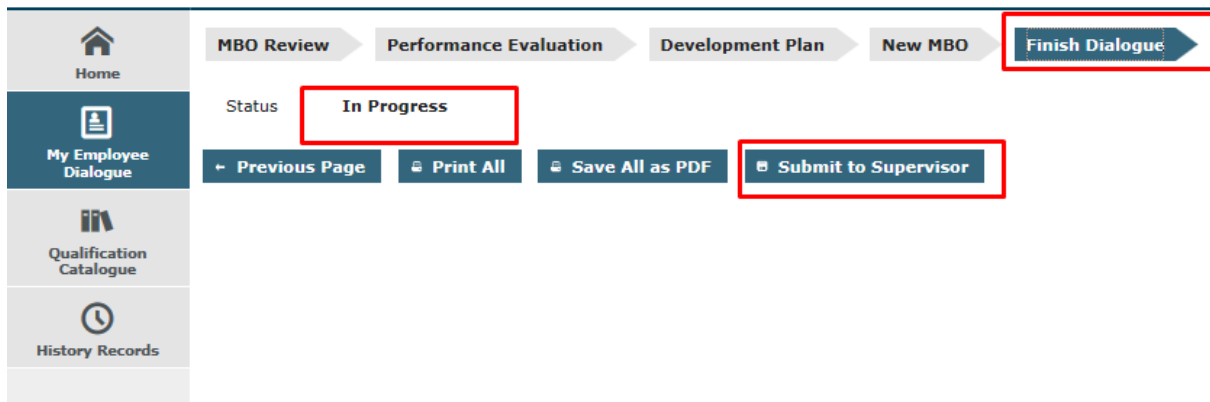 Home
My Employee
Dialogue
Qualification
Catalogue
History Records
MBO Review Performance Evaluation Development Plan New MBO Finish Dialogue
Status In Progress
Previous Page Print All Save All as PDF Submit to Supervisor